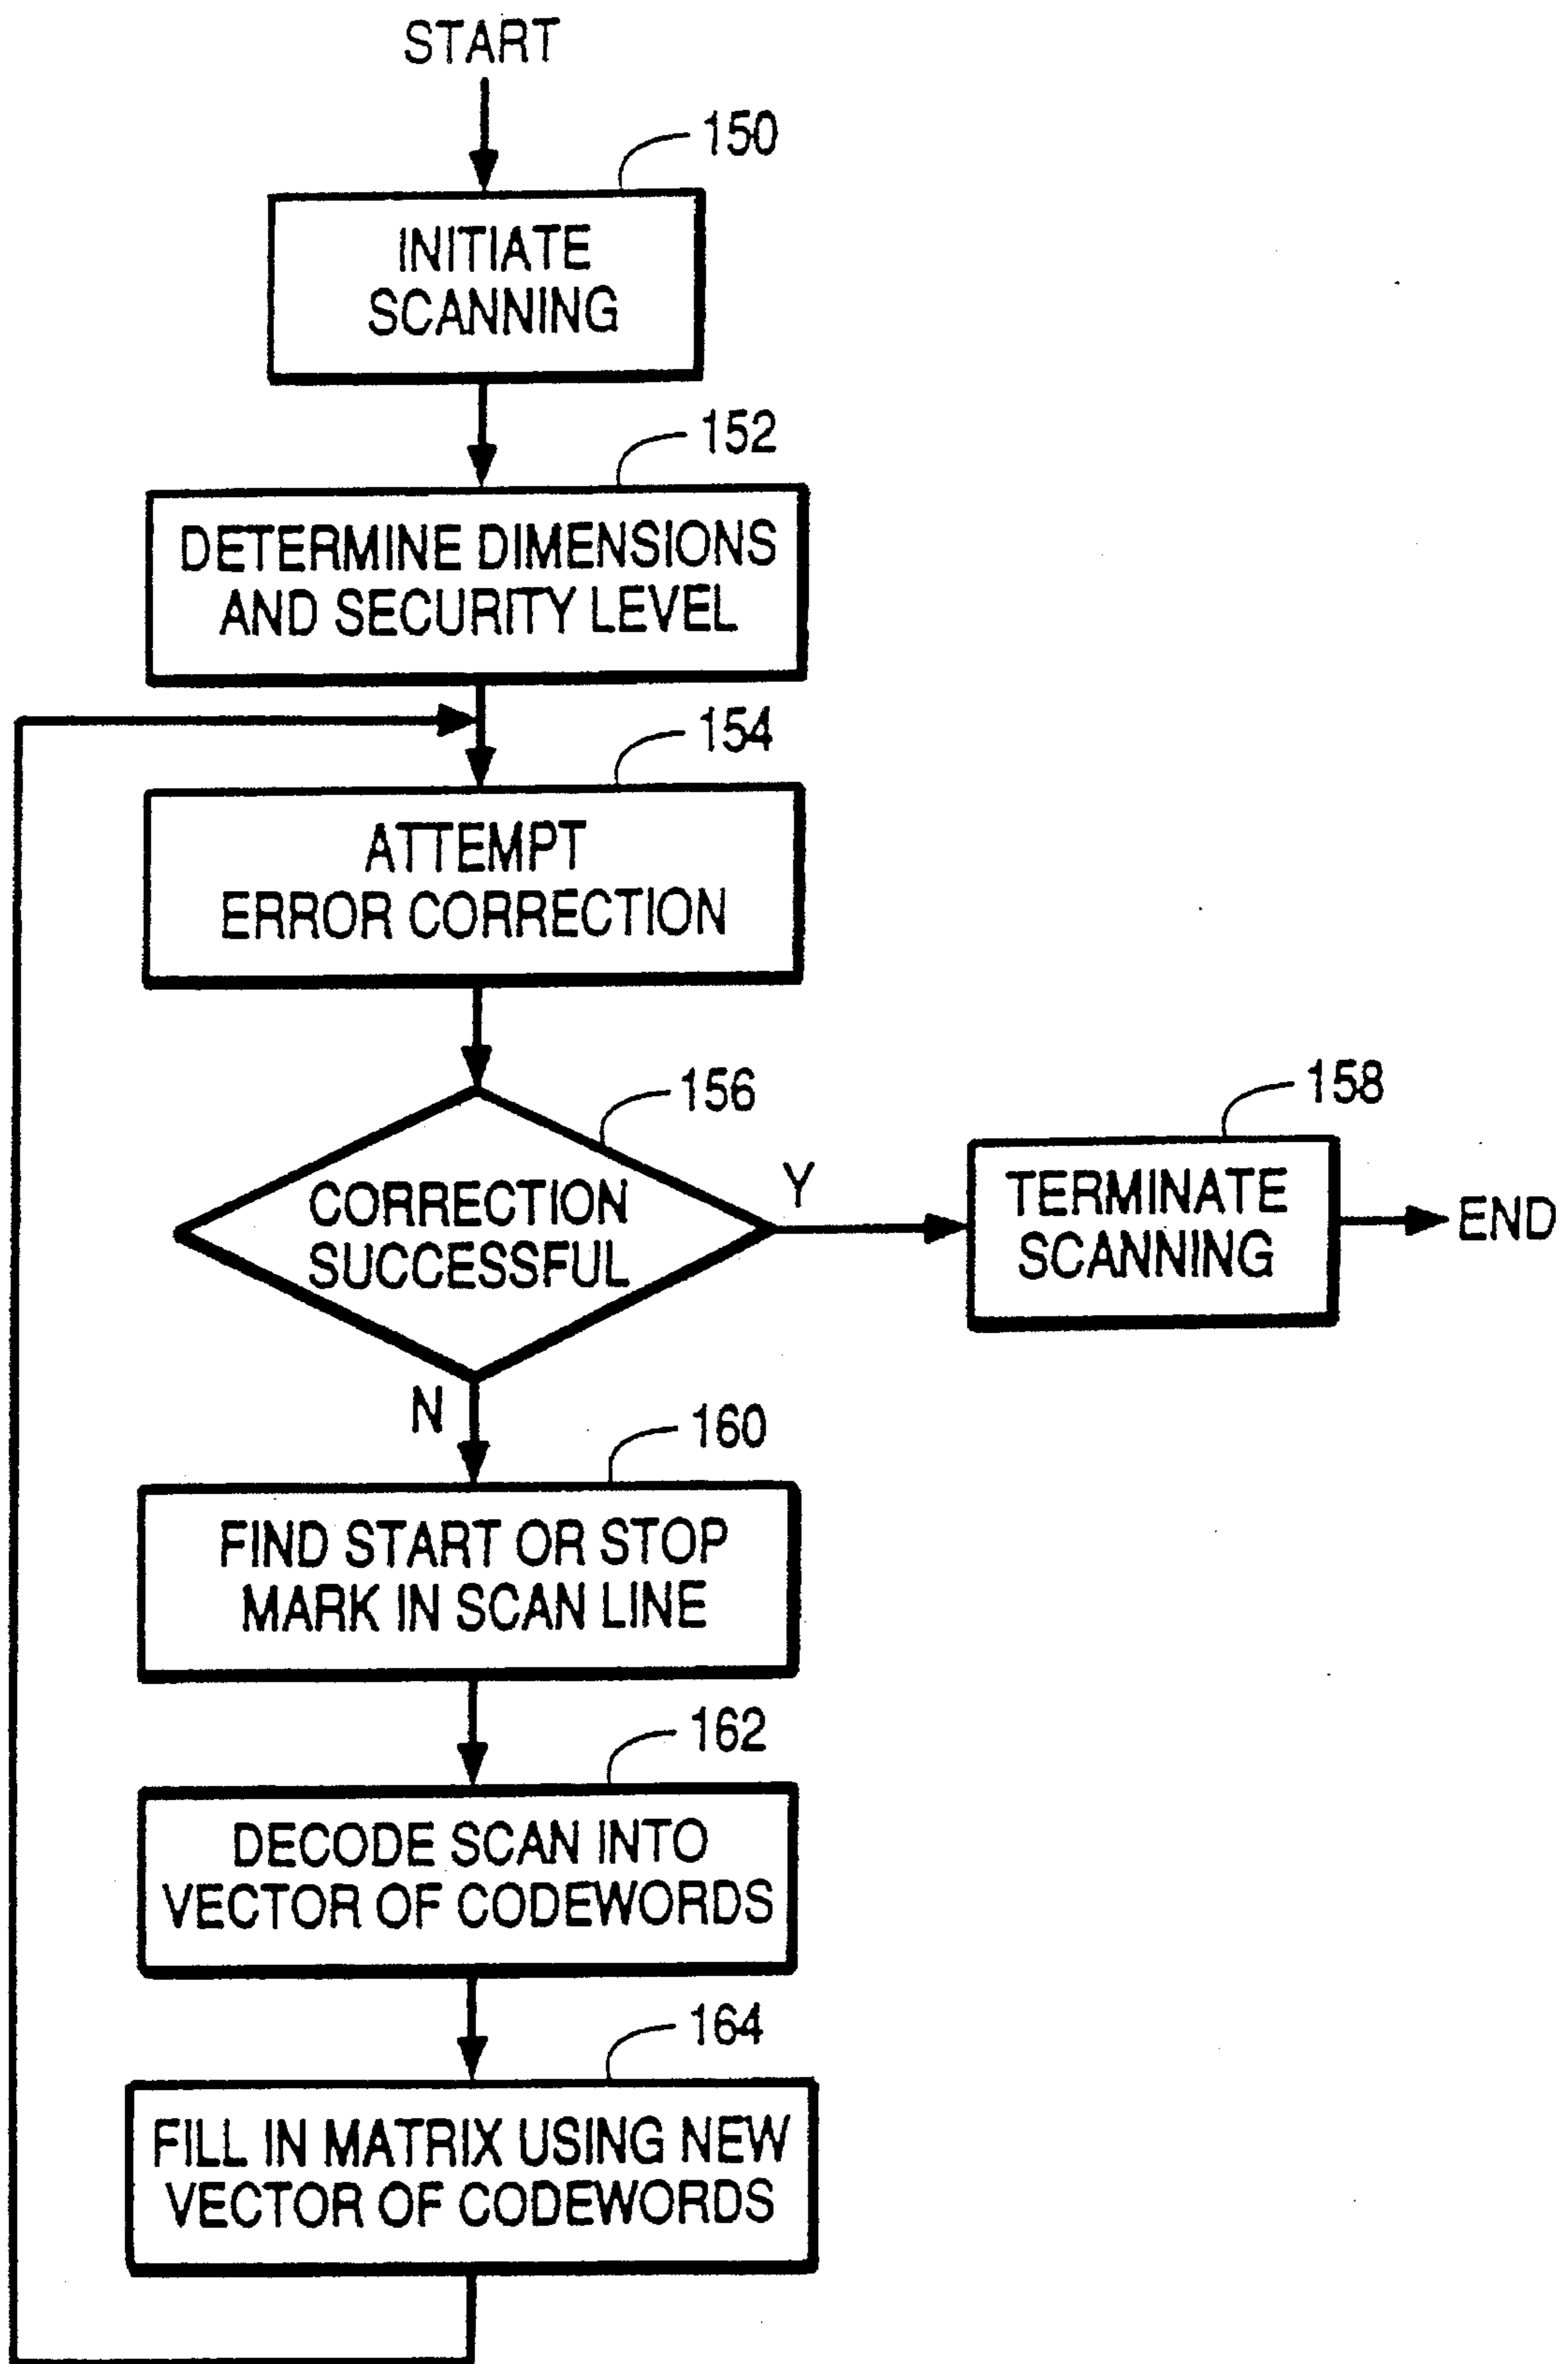 START
150
INITIATE
SCANNING
152
DETERMINE DIMENSIONS
AND SECURITY LEVEL
154
ATTEMPT
ERROR CORRECTION
156
CORRECTION
SUCCESSFUL
Y
158
TERMINATE
SCANNING
END
N
160
FIND START OR STOP
MARK IN SCAN LINE
162
DECODE SCAN INTO
VECTOR OF CODEWORDS
164
FILL IN MATRIX USING NEW
VECTOR OF CODEWORDS